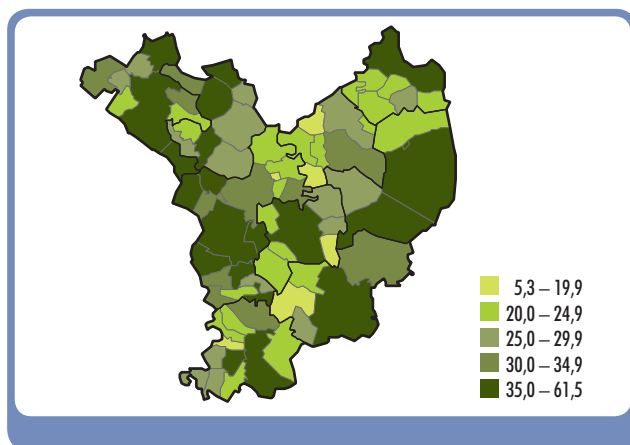 5,3 – 19,9
20,0 – 24,9
25,0 – 29,9
30,0 – 34,9
35,0 – 61,5